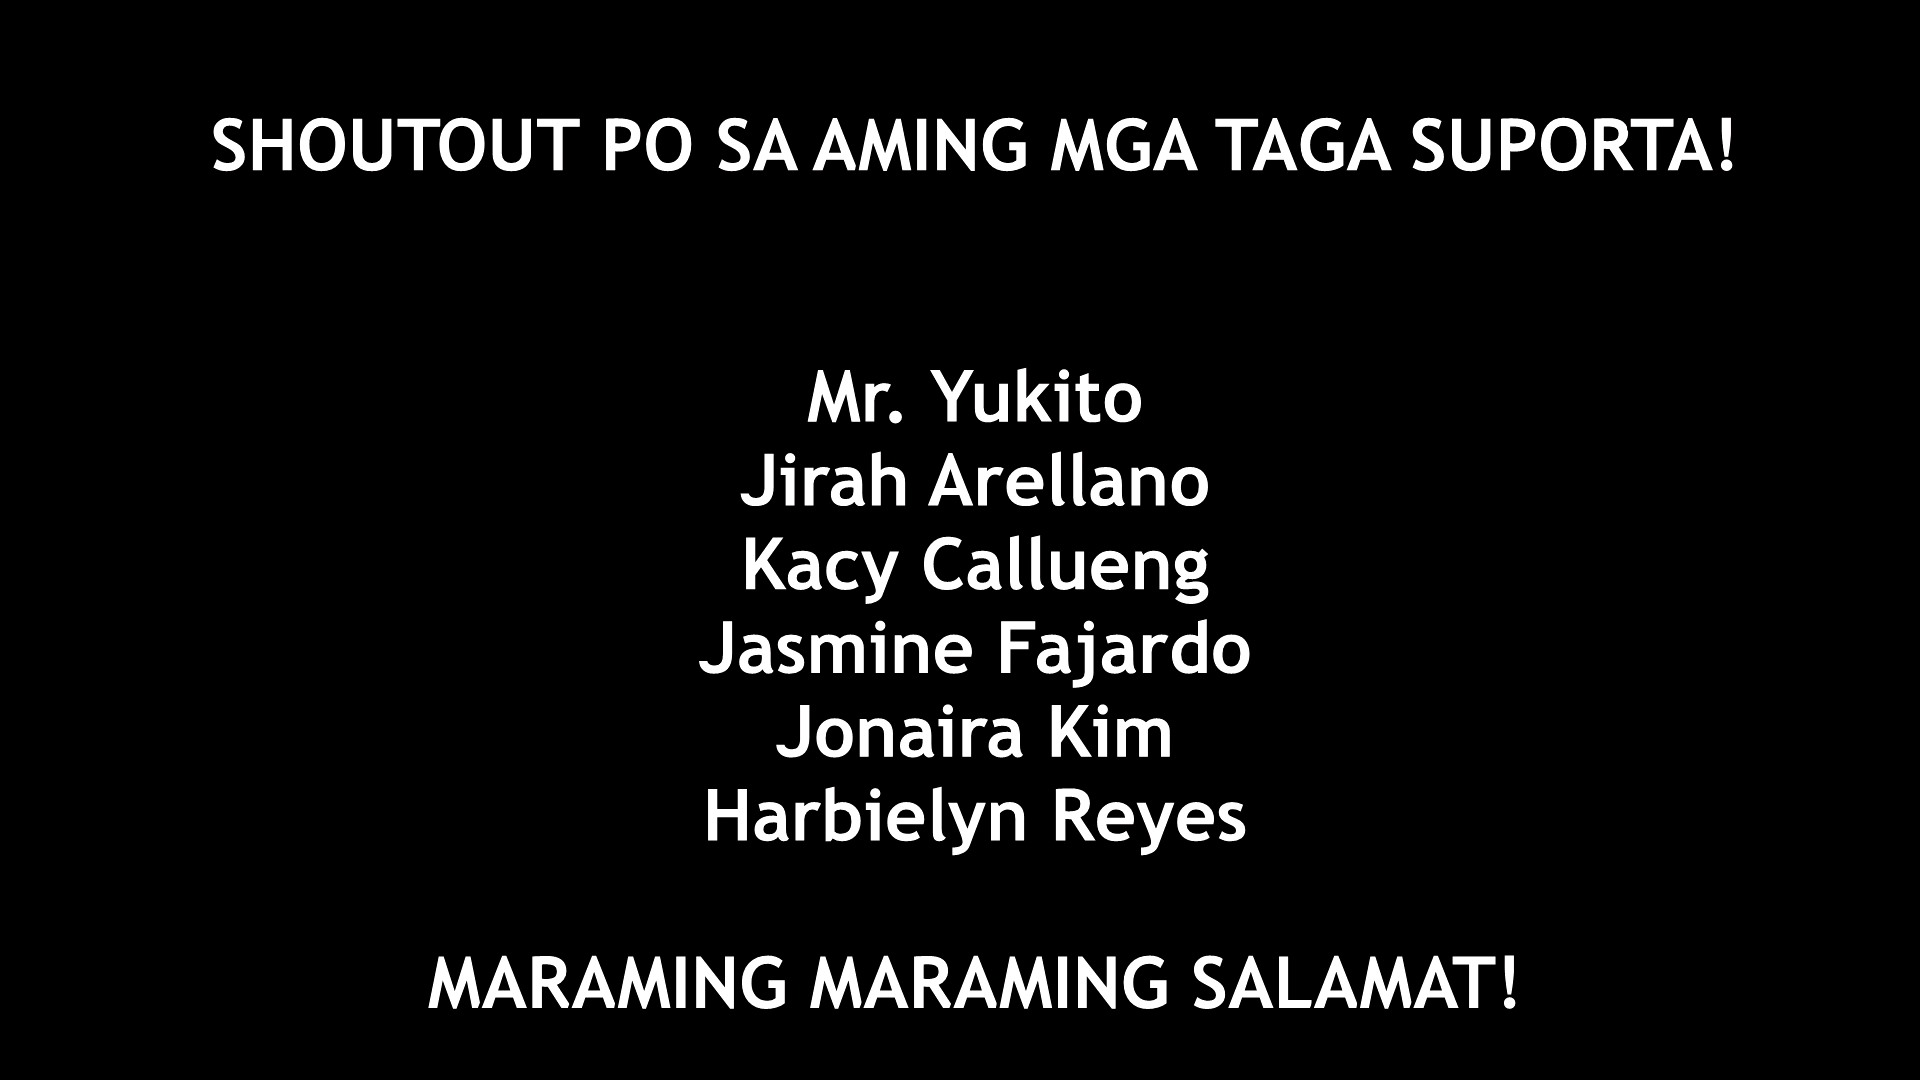 SHOUTOUT PO SA AMING MGA TAGA SUPORTA!
Mr. Yukito
Jirah Arellano
Kacy Callueng
Jasmine Fajardo
Jonaira Kim
Harbielyn Reyes
MARAMING MARAMING SALAMAT!